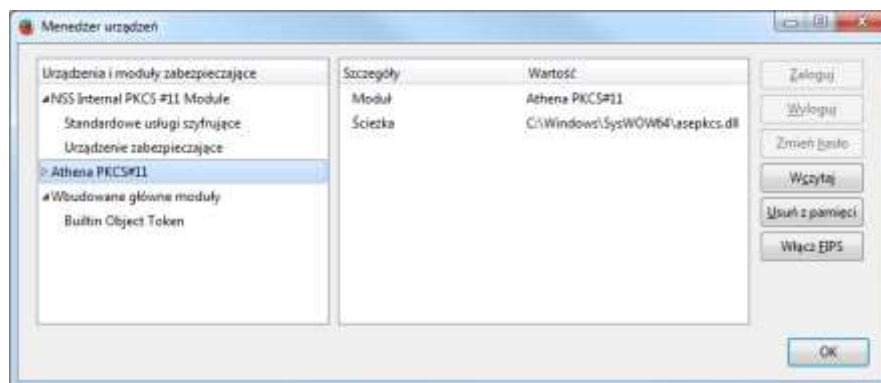 Menedżer urządzeń
Urządzenia i moduły zabezpieczające
NSS Internal PKCS #11 Module
Standardowe usługi szyfrujące
Urządzenie zabezpieczające
Athena PKCS#11
Wbudowane główne moduły
Builtin Object Token
Szczegóły Wartość
Moduł Athena PKCS#11
Ścieżka C:\Windows\SysWOW64\asepkcs.dll
Zaloguj
Wyloguj
Zmień hasło
Wczytaj
Usuń z pamięci
Włącz FIPS
OK